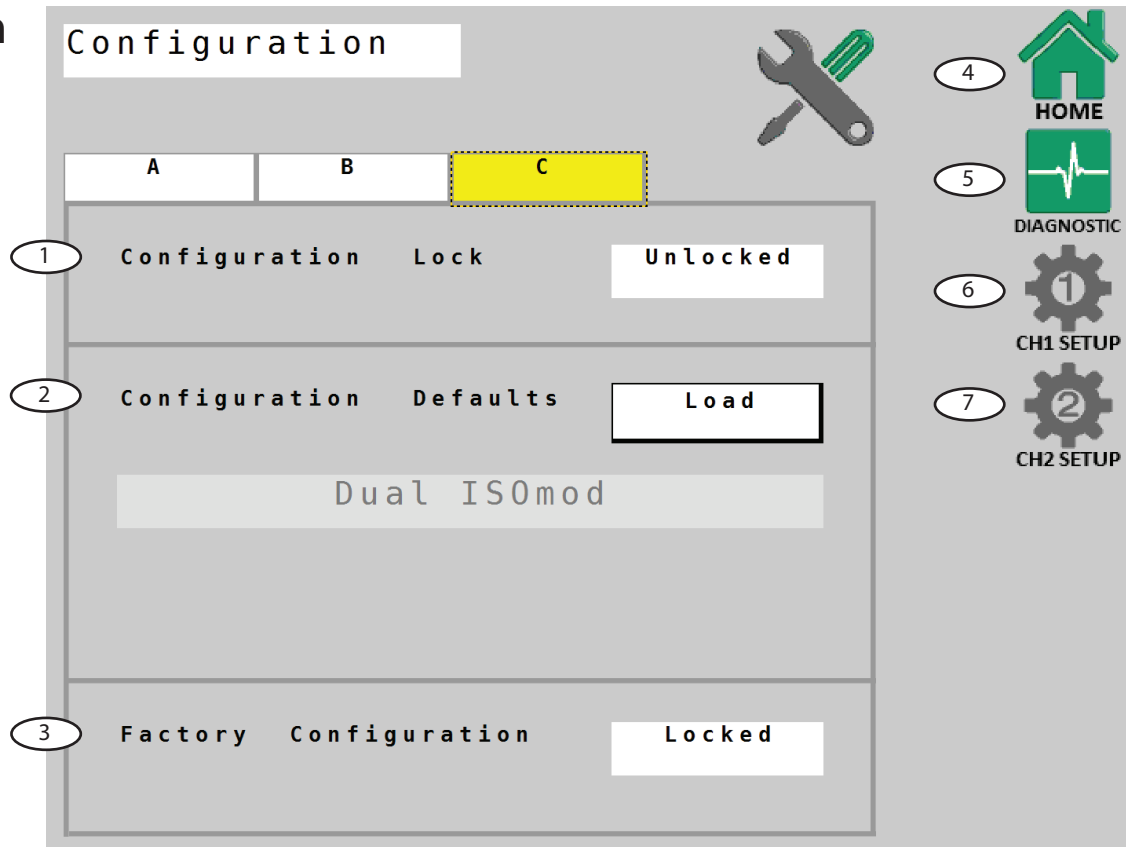 Configuration
A B C
1 Configuration Lock Unlocked
2 Configuration Defaults Load
Dual ISOmod
3 Factory Configuration Locked
4 HOME
5 DIAGNOSTIC
6 1 CH1 SETUP
7 2 CH2 SETUP